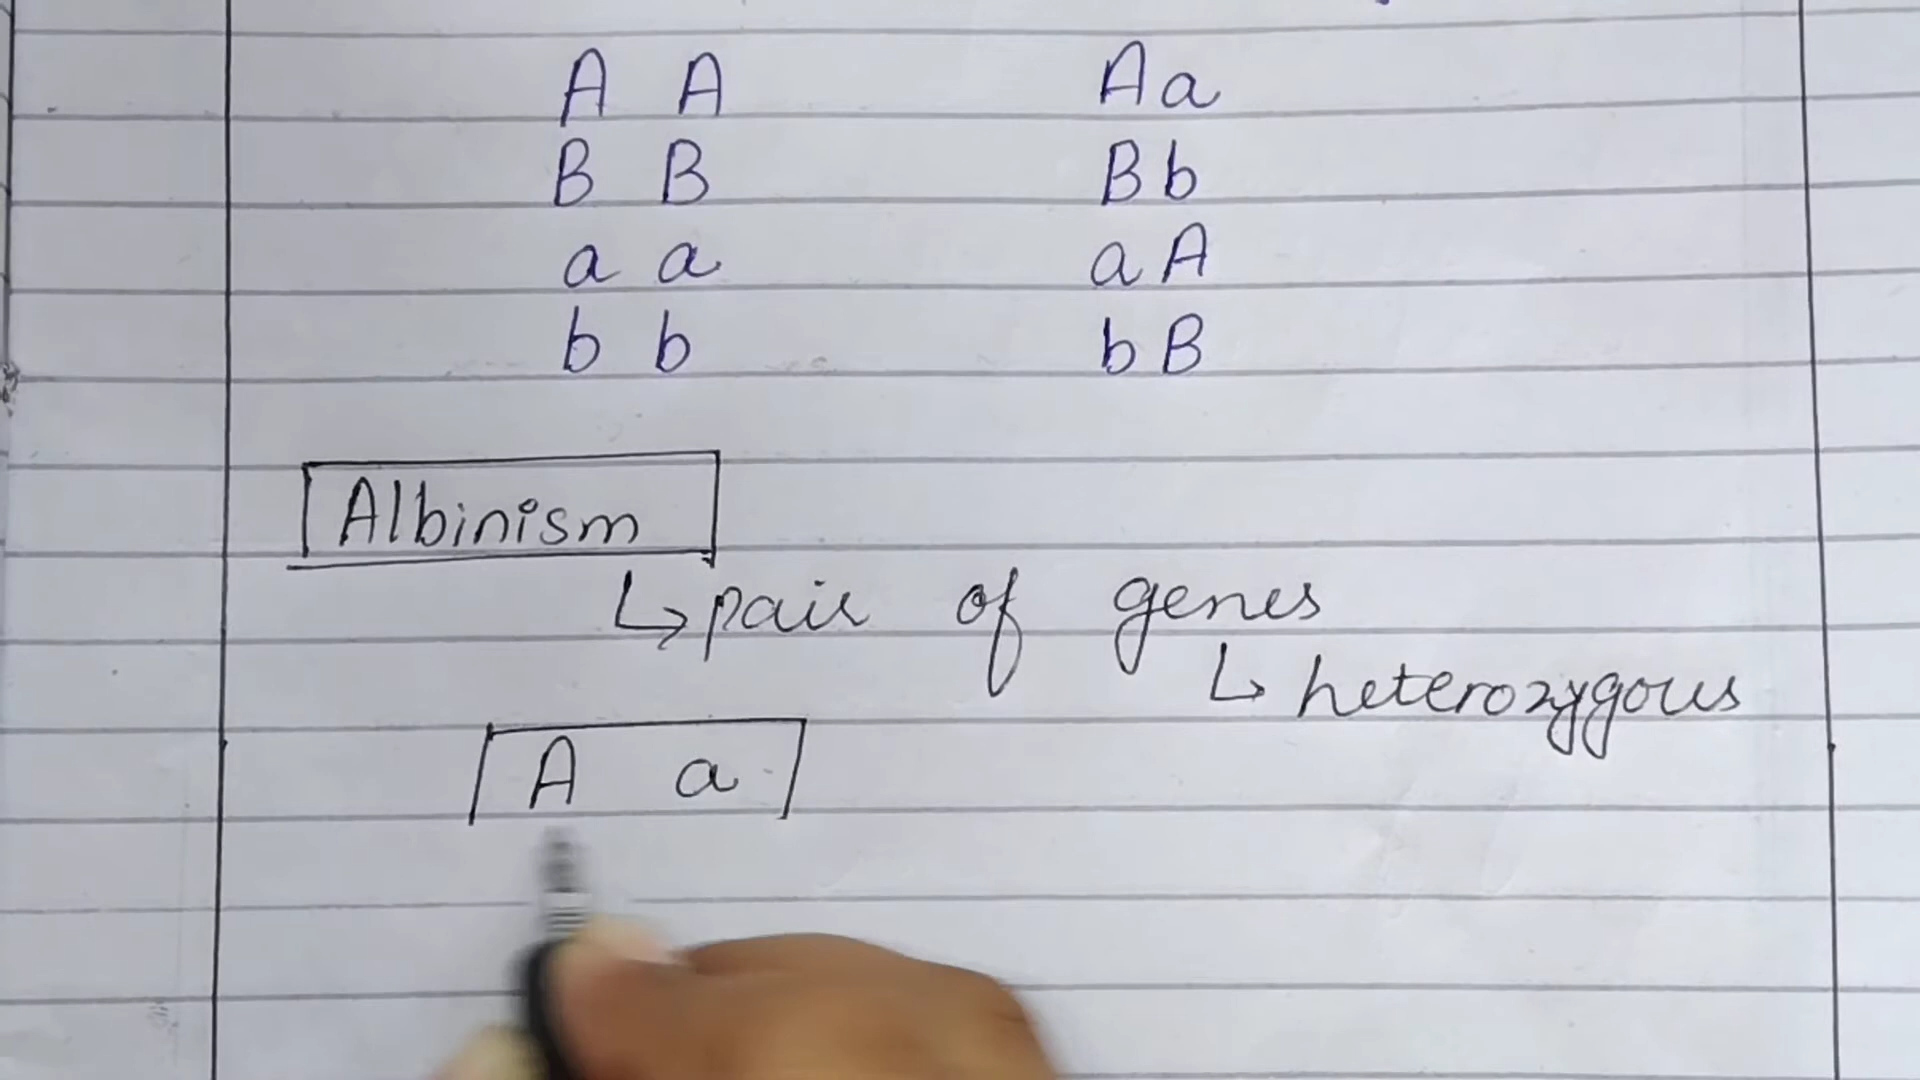 A A Aa
B B Bb
a a aA
b b bB
Albinism
↳ pair of genes
↳ heterozygous
A a